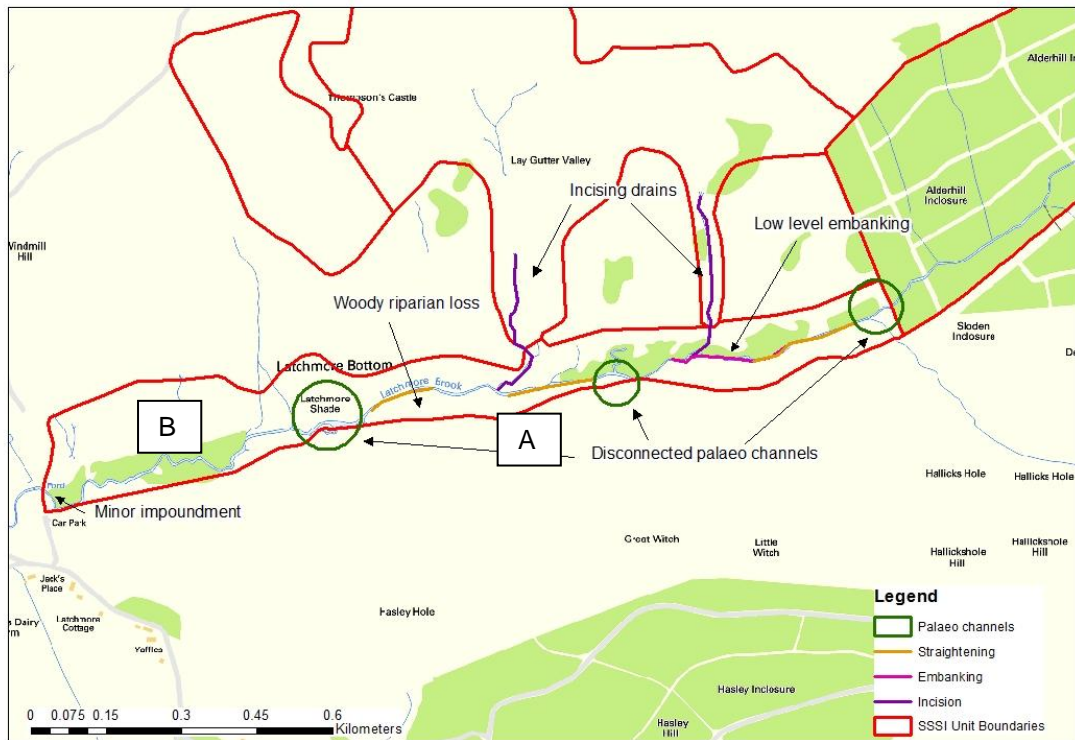 Alderhill In
Thompson's Castle
Lay Gutter Valley
Incising drains
Alderhill
Inclosure
Low level embanking
Windmill
Hill
Woody riparian loss
Sloden
Inclosure
Latchmore Bottom
Latchmore Brook
Latchmore
Shade
B
A
Disconnected palaeo channels
Hallicks Hole
Hallicks Hole
Ford
Minor impoundment
Car Park
Great Witch
Little
Witch
Hallickshole
Hill
Hallickshole
Hill
Jack's
Place
Latchmore
Cottage
s Dairy
Yaffles
Hasley Hole
Hasley Inclosure
Hasley
Hill
Legend
Palaeo channels
Straightening
Embanking
Incision
SSSI Unit Boundaries
0 0.075 0.15 0.3 0.45 0.6
Kilometers